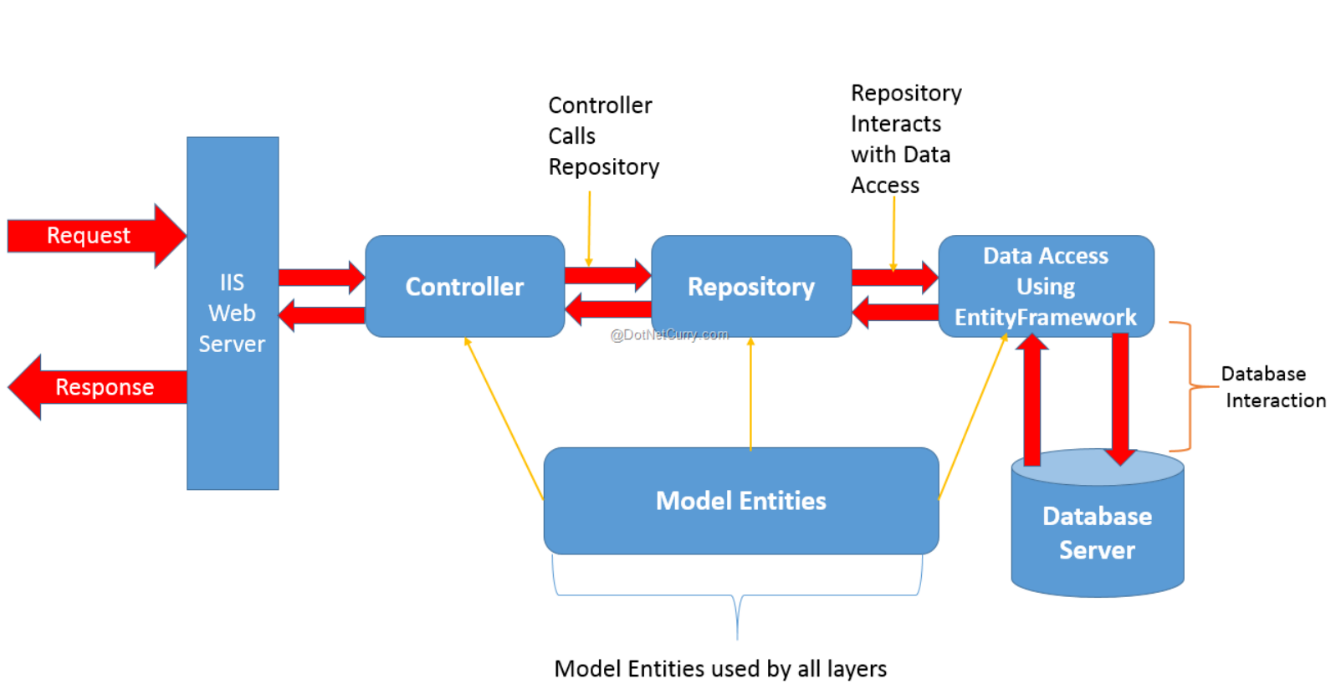 Controller
Calls
Repository
Repository
Interacts
with Data
Access
Request
Response
IIS
Web
Server
Controller
Repository
Data Access
Using
EntityFramework
@DotNetCurry.com
Database
Interaction
Model Entities
Database
Server
Model Entities used by all layers